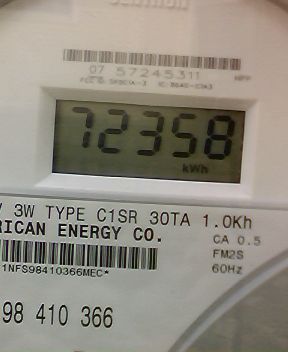 07 57245311 HPP
72358
kWh
3W TYPE C1SR 30TA 1.0Kh
RICAN ENERGY CO. CA 0.5
FM2S
1NFS98410366MEC* 60Hz
98 410 366